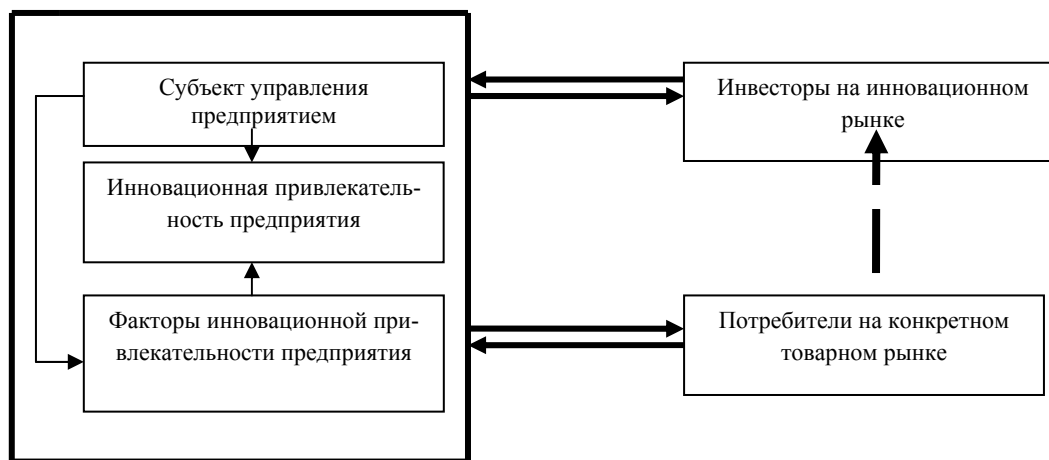 Субъект управления
предприятием
Инновационная привлекатель-
ность предприятия
Факторы инновационной при-
влекательности предприятия
Инвесторы на инновационном
рынке
Потребители на конкретном
товарном рынке